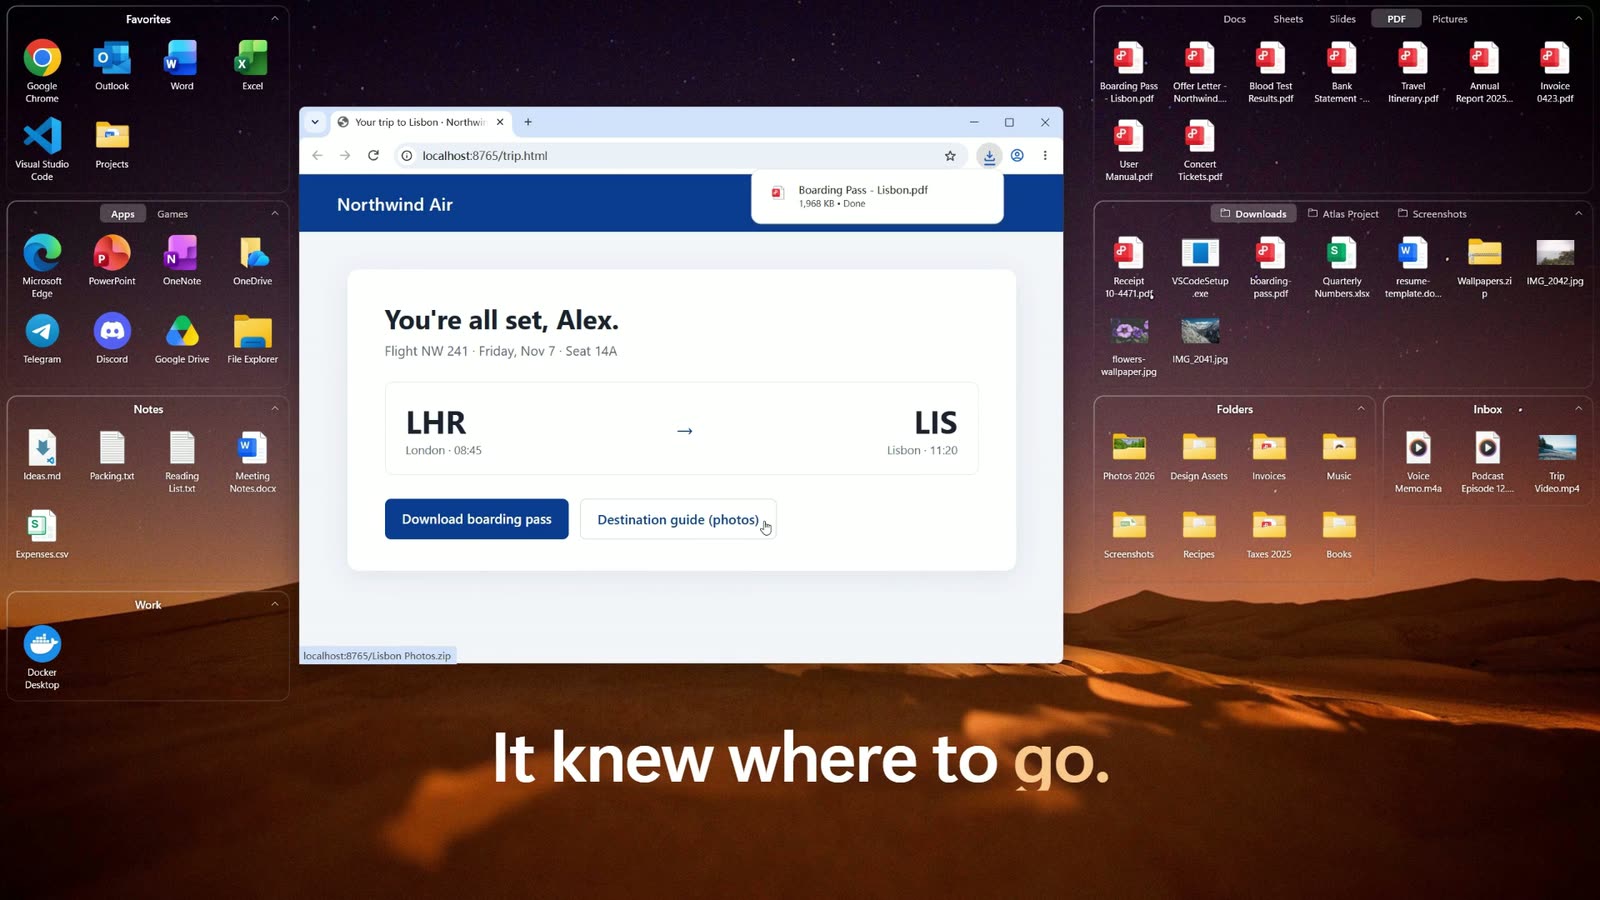 Favorites
Google Chrome
Outlook
Word
Excel
Visual Studio Code
Projects
Apps
Games
Microsoft Edge
PowerPoint
OneNote
OneDrive
Telegram
Discord
Google Drive
File Explorer
Notes
Ideas.md
Packing.txt
Reading List.txt
Meeting Notes.docx
Expenses.csv
Work
Docker Desktop
Your trip to Lisbon · Northwin
localhost:8765/trip.html
Boarding Pass - Lisbon.pdf
1,968 KB • Done
Northwind Air
You're all set, Alex.
Flight NW 241 · Friday, Nov 7 · Seat 14A
LHR → LIS
London · 08:45
Lisbon · 11:20
Download boarding pass
Destination guide (photos)
localhost:8765/Lisbon Photos.zip
Docs
Sheets
Slides
PDF
Pictures
Boarding Pass - Lisbon.pdf
Offer Letter - Northwind....
Blood Test Results.pdf
Bank Statement -...
Travel Itinerary.pdf
Annual Report 2025...
Invoice 0423.pdf
User Manual.pdf
Concert Tickets.pdf
Downloads
Atlas Project
Screenshots
Receipt 10-4471.pdf
VSCodeSetup.exe
boarding-pass.pdf
Quarterly Numbers.xlsx
resume-template.do...
Wallpapers.zip
IMG_2042.jpg
flowers-wallpaper.jpg
IMG_2041.jpg
Folders
Photos 2026
Design Assets
Invoices
Music
Screenshots
Recipes
Taxes 2025
Books
Inbox
Voice Memo.m4a
Podcast Episode 12....
Trip Video.mp4
It knew where to go.